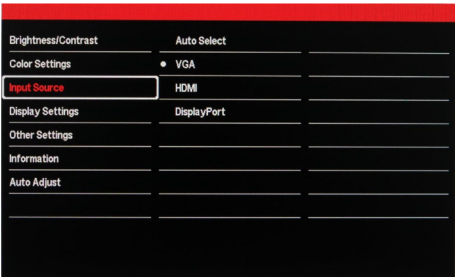 Brightness/Contrast Auto Select
Color Settings VGA
Input Source HDMI
Display Settings DisplayPort
Other Settings
Information
Auto Adjust